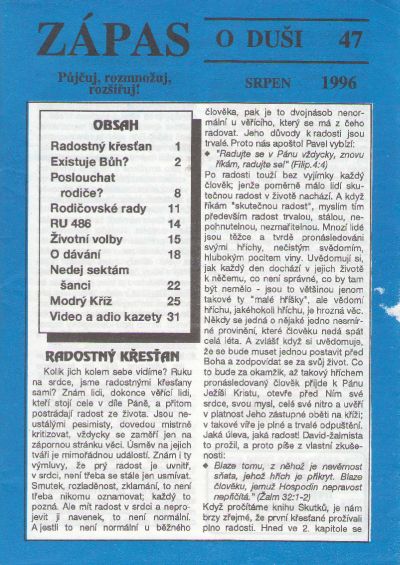 ZÁPAS
O DUŠI 47
Půjčuj, rozmnožuj,
rozšiřuj!
SRPEN 1996
OBSAH
Radostný křesťan 1
Existuje Bůh? 2
Poslouchat
rodiče? 8
Rodičovské rady 11
RU 486 14
Životní volby 15
O dávání 18
Nedej sektám
šanci 22
Modrý Kříž 25
Video a adio kazety 31
RADOSTNÝ KŘESŤAN
Kolik jich kolem sebe vidíme? Ruku
na srdce, jsme radostnými křesťany
sami? Znám lidi, dokonce věřící lidi,
kteří stojí cele v díle Páně, a přitom
postrádají radost ze života. Jsou neu-
stálými pesimisty, dovedou mistrně
kritizovat, vždycky se zaměří jen na
zápornou stránku věci. Úsměv na jejich
tváři je mimořádnou událostí. Znám i ty
výmluvy, že prý radost je uvnitř,
v srdci, není třeba se stále jen usmívat.
Smutek, rozladěnost, zklamání, to není
třeba nikomu oznamovat; každý to
pozná. Ale mít radost v srdci a nepro-
jevit ji navenek, to není normální.
A jestli to není normální u běžného
člověka, pak je to dvojnásob nenor-
mální u věřícího, který se má z čeho
radovat. Jeho důvody k radosti jsou
trvalé. Proto nás apoštol Pavel vybízí:
◆ "Radujte se v Pánu vždycky, znovu
říkám, radujte se!" (Filip.4:4)
Po radosti touží bez vyjímky každý
člověk; jenže poměrně málo lidí sku-
tečnou radost v životě nachází. A když
říkám "skutečnou radost", myslím tím
především radost trvalou, stálou, ne-
pohnutelnou, nezmařitelnou. Mnozí lidé
jsou těžce a tvrdě pronásledováni
svými hříchy, nečistým svědomím,
hlubokým pocitem viny. Uvědomují si,
jak každý den dochází v jejich životě
k něčemu, co není správné, co by tam
být nemělo - jsou to většinou jenom
takové ty "malé hříšky", ale vědomí
hříchu, jakéhokoli hříchu, je hrozná věc.
Někdy se jedná o nějaké jedno nesmír-
né provinění, které člověku nedá spát
celá léta. A zvlášť když si uvědomuje,
že se bude muset jednou postavit před
Boha a zodpovídat se za svůj život. Co
to bude za okamžik, až takový hříchem
pronásledovaný člověk přijde k Pánu
Ježíši Kristu, otevře před Ním své
srdce, svou mysl, celé své nitro a uvěří
v platnost Jeho zástupné oběti na kříži;
v takové víře je plné a trvalé odpuštění.
Jaká úleva, jaká radost! David-žalmista
to prožil, a proto píše z vlastní zkuše-
nosti:
◆ Blaze tomu, z něhož je nevěrnost
sňata, jehož hřích je přikryt. Blaze
člověku, jemuž Hospodin nepravost
nepřičítá." (Žalm 32:1-2)
Když pročítáme knihu Skutků, je nám
brzy zřejmé, že první křesťané prožívali
plno radosti. Hned ve 2. kapitole se